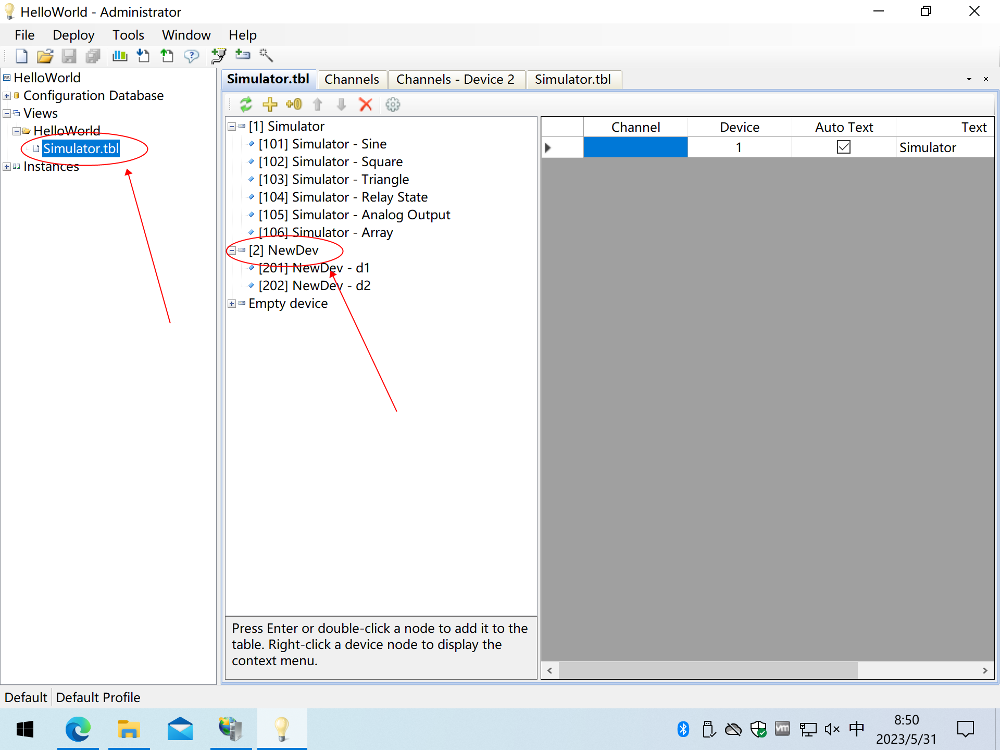 HelloWorld - Administrator
File Deploy Tools Window Help
HelloWorld
Configuration Database
Views
HelloWorld
Simulator.tbl
Instances
Simulator.tbl Channels Channels - Device 2 Simulator.tbl
[1] Simulator
[101] Simulator - Sine
[102] Simulator - Square
[103] Simulator - Triangle
[104] Simulator - Relay State
[105] Simulator - Analog Output
[106] Simulator - Array
[2] NewDev
[201] NewDev - d1
[202] NewDev - d2
Empty device
Press Enter or double-click a node to add it to the
table. Right-click a device node to display the
context menu.
Channel Device Auto Text Text
1 Simulator
Default Default Profile
中
8:50
2023/5/31